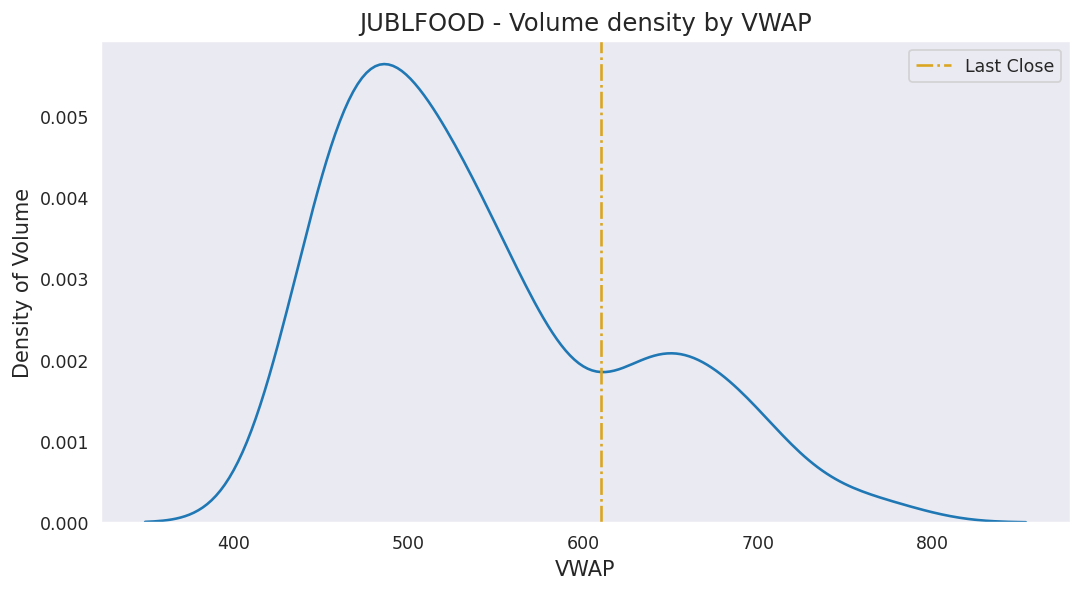 JUBLFOOD - Volume density by VWAP
Last Close
Density of Volume
0.005
0.004
0.003
0.002
0.001
0.000
400 500 600 700 800
VWAP